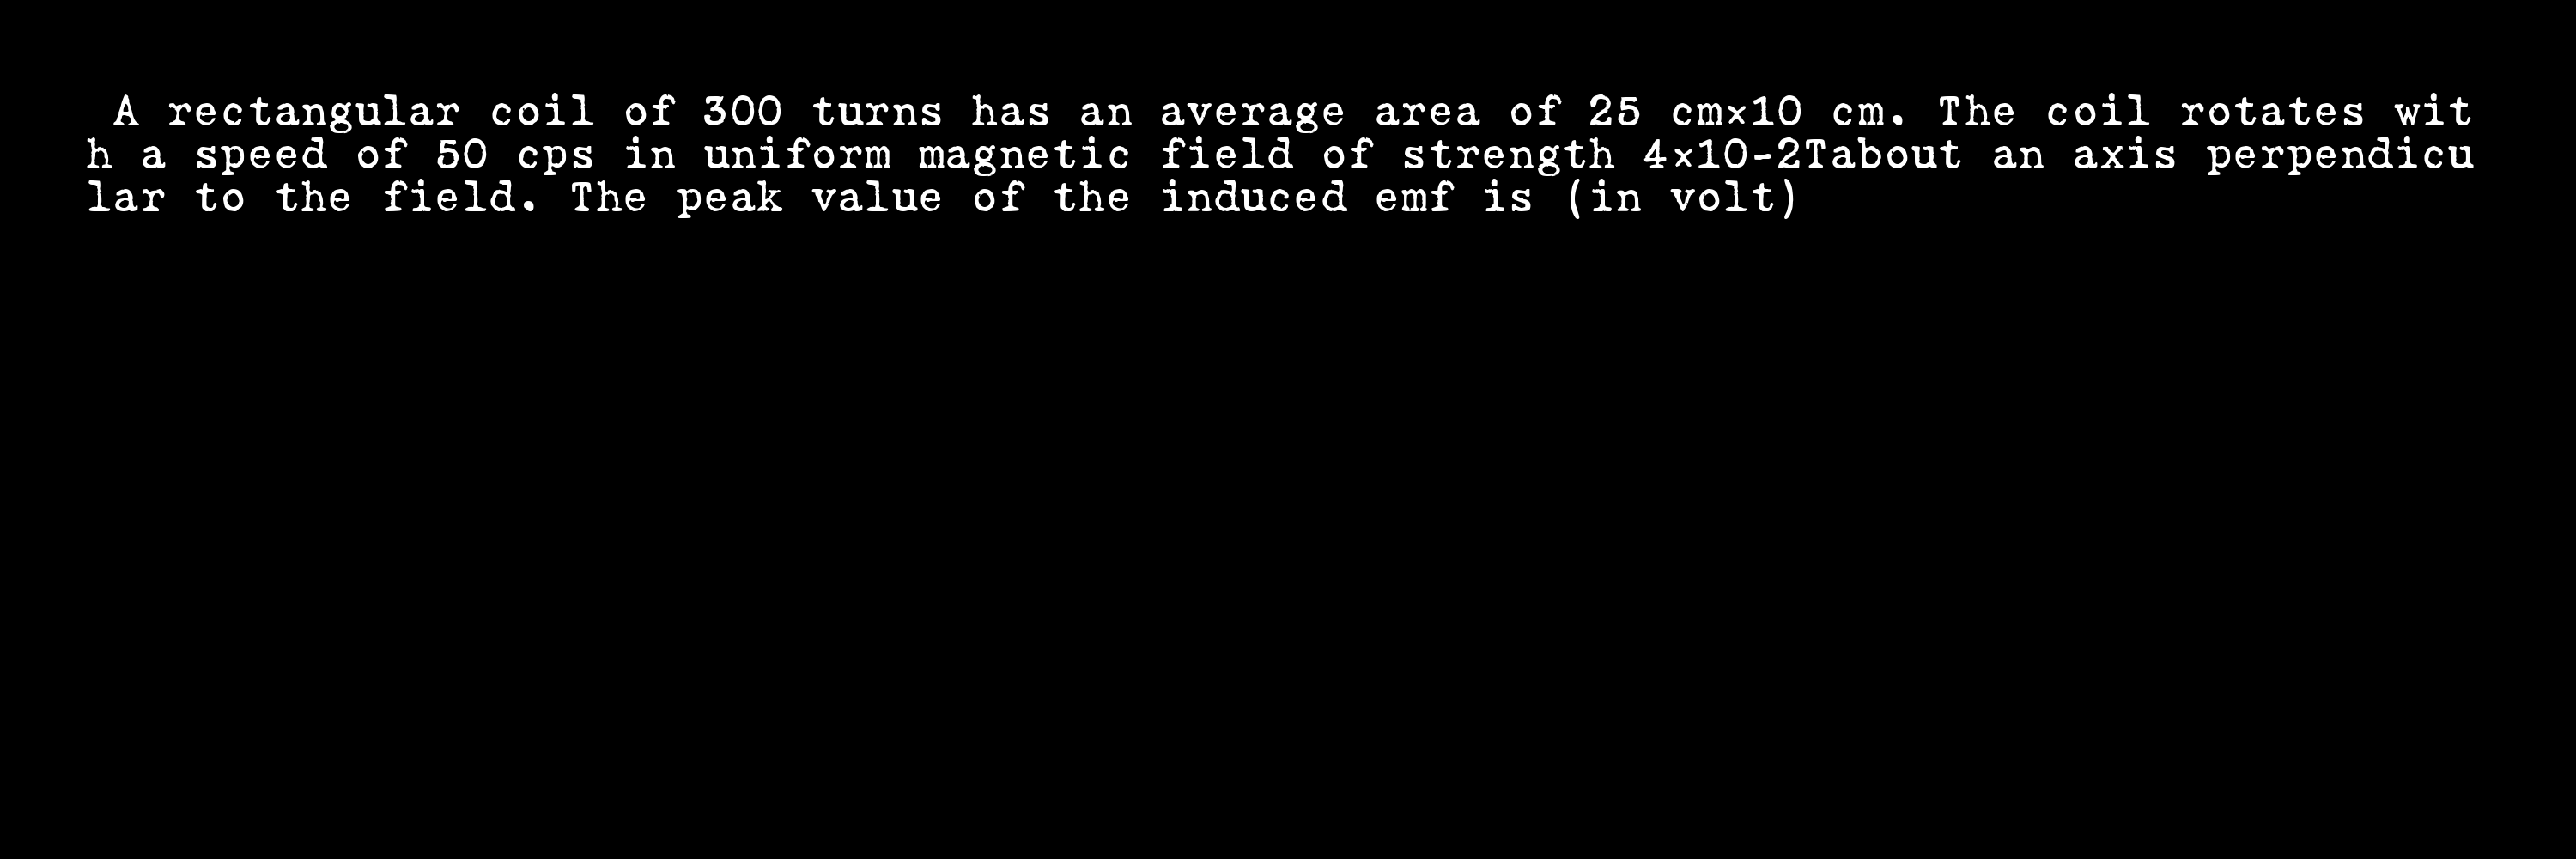 A rectangular coil of 300 turns has an average area of 25 cm×10 cm. The coil rotates wit
h a speed of 50 cps in uniform magnetic field of strength 4×10-2Tabout an axis perpendicu
lar to the field. The peak value of the induced emf is (in volt)